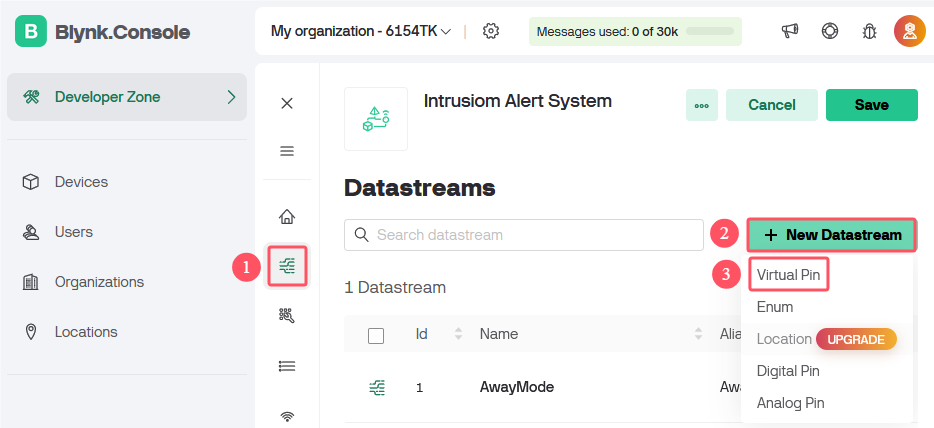 B Blynk.Console
My organization - 6154TK
Messages used: 0 of 30k
Developer Zone
Devices
Users
Organizations
Locations
Intrusiom Alert System
Cancel
Save
Datastreams
Search datastream
2
+ New Datastream
1
3
Virtual Pin
Enum
Location UPGRADE
Digital Pin
Analog Pin
1 Datastream
Id
Name
Alia
1
AwayMode
Awa